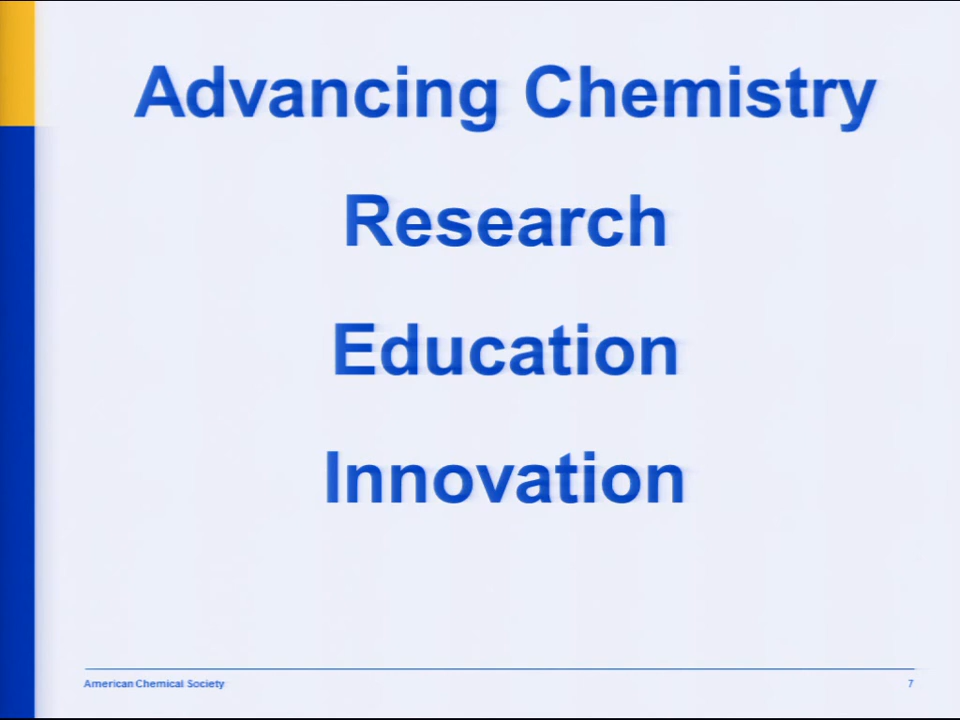 Advancing Chemistry
Research
Education
Innovation
American Chemical Society
7